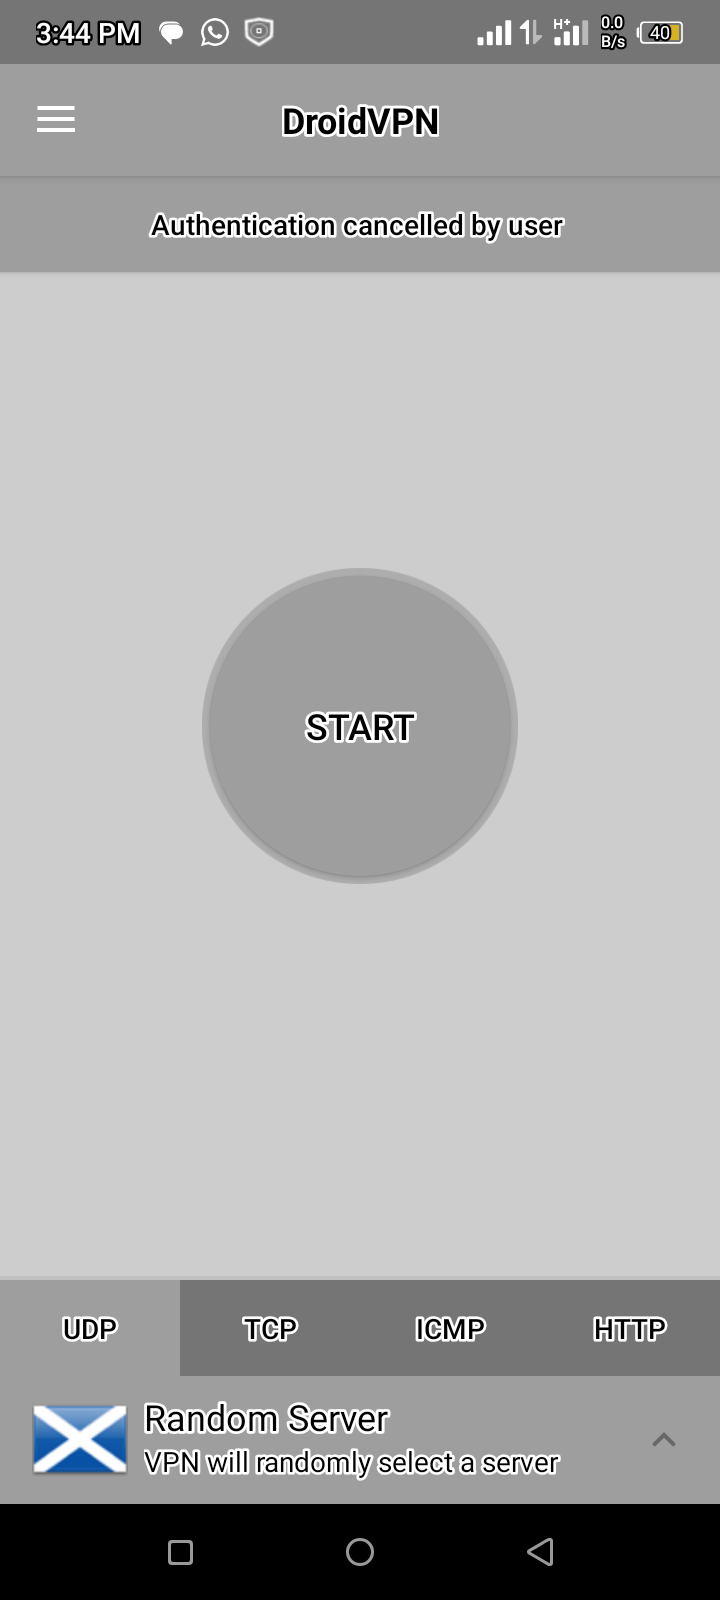 3:44 PM
H+
0.0
B/s
40
DroidVPN
Authentication cancelled by user
START
UDP
TCP
ICMP
HTTP
Random Server
VPN will randomly select a server